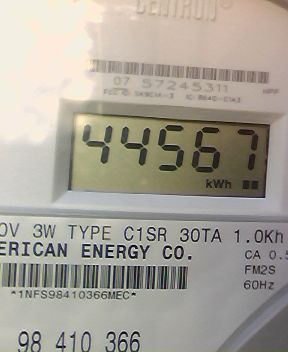 CENTRON®
07 57245311
44567
kWh
0V 3W TYPE C1SR 30TA 1.0Kh
ERICAN ENERGY CO.
CA 0.5
FM2S
60Hz
*1NFS98410366MEC*
98 410 366